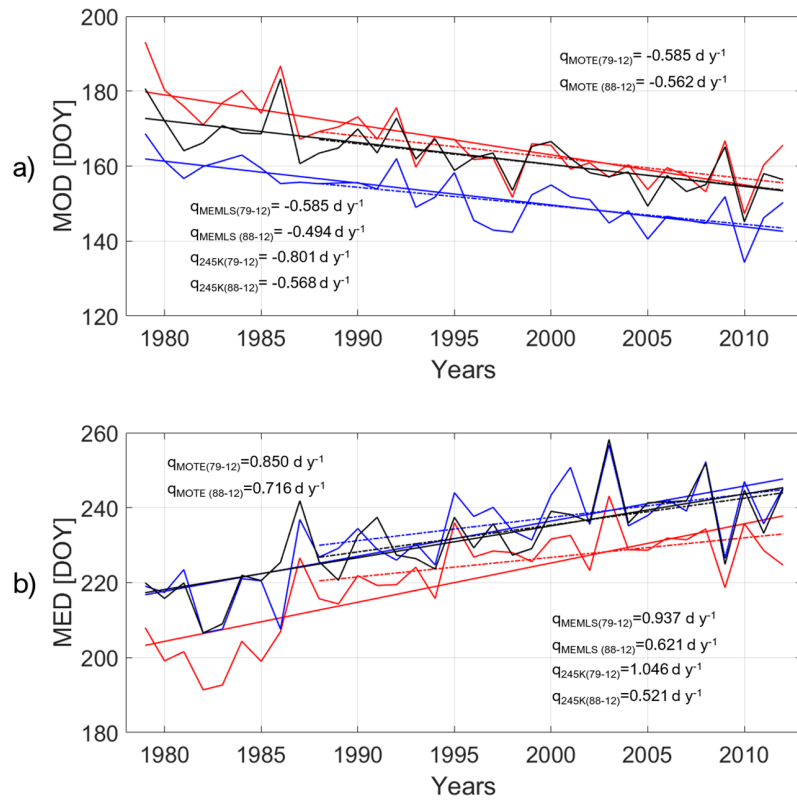 a)
MOD [DOY]
200
180
160
140
120
q_MOTE(79-12)= -0.585 d y⁻¹
q_MOTE (88-12)= -0.562 d y⁻¹
q_MEMLS(79-12)= -0.585 d y⁻¹
q_MEMLS (88-12)= -0.494 d y⁻¹
q_245K(79-12)= -0.801 d y⁻¹
q_245K(88-12)= -0.568 d y⁻¹
1980 1985 1990 1995 2000 2005 2010
Years
b)
MED [DOY]
260
240
220
200
180
q_MOTE(79-12)=0.850 d y⁻¹
q_MOTE (88-12)=0.716 d y⁻¹
q_MEMLS(79-12)=0.937 d y⁻¹
q_MEMLS (88-12)=0.621 d y⁻¹
q_245K(79-12)=1.046 d y⁻¹
q_245K(88-12)=0.521 d y⁻¹
1980 1985 1990 1995 2000 2005 2010
Years